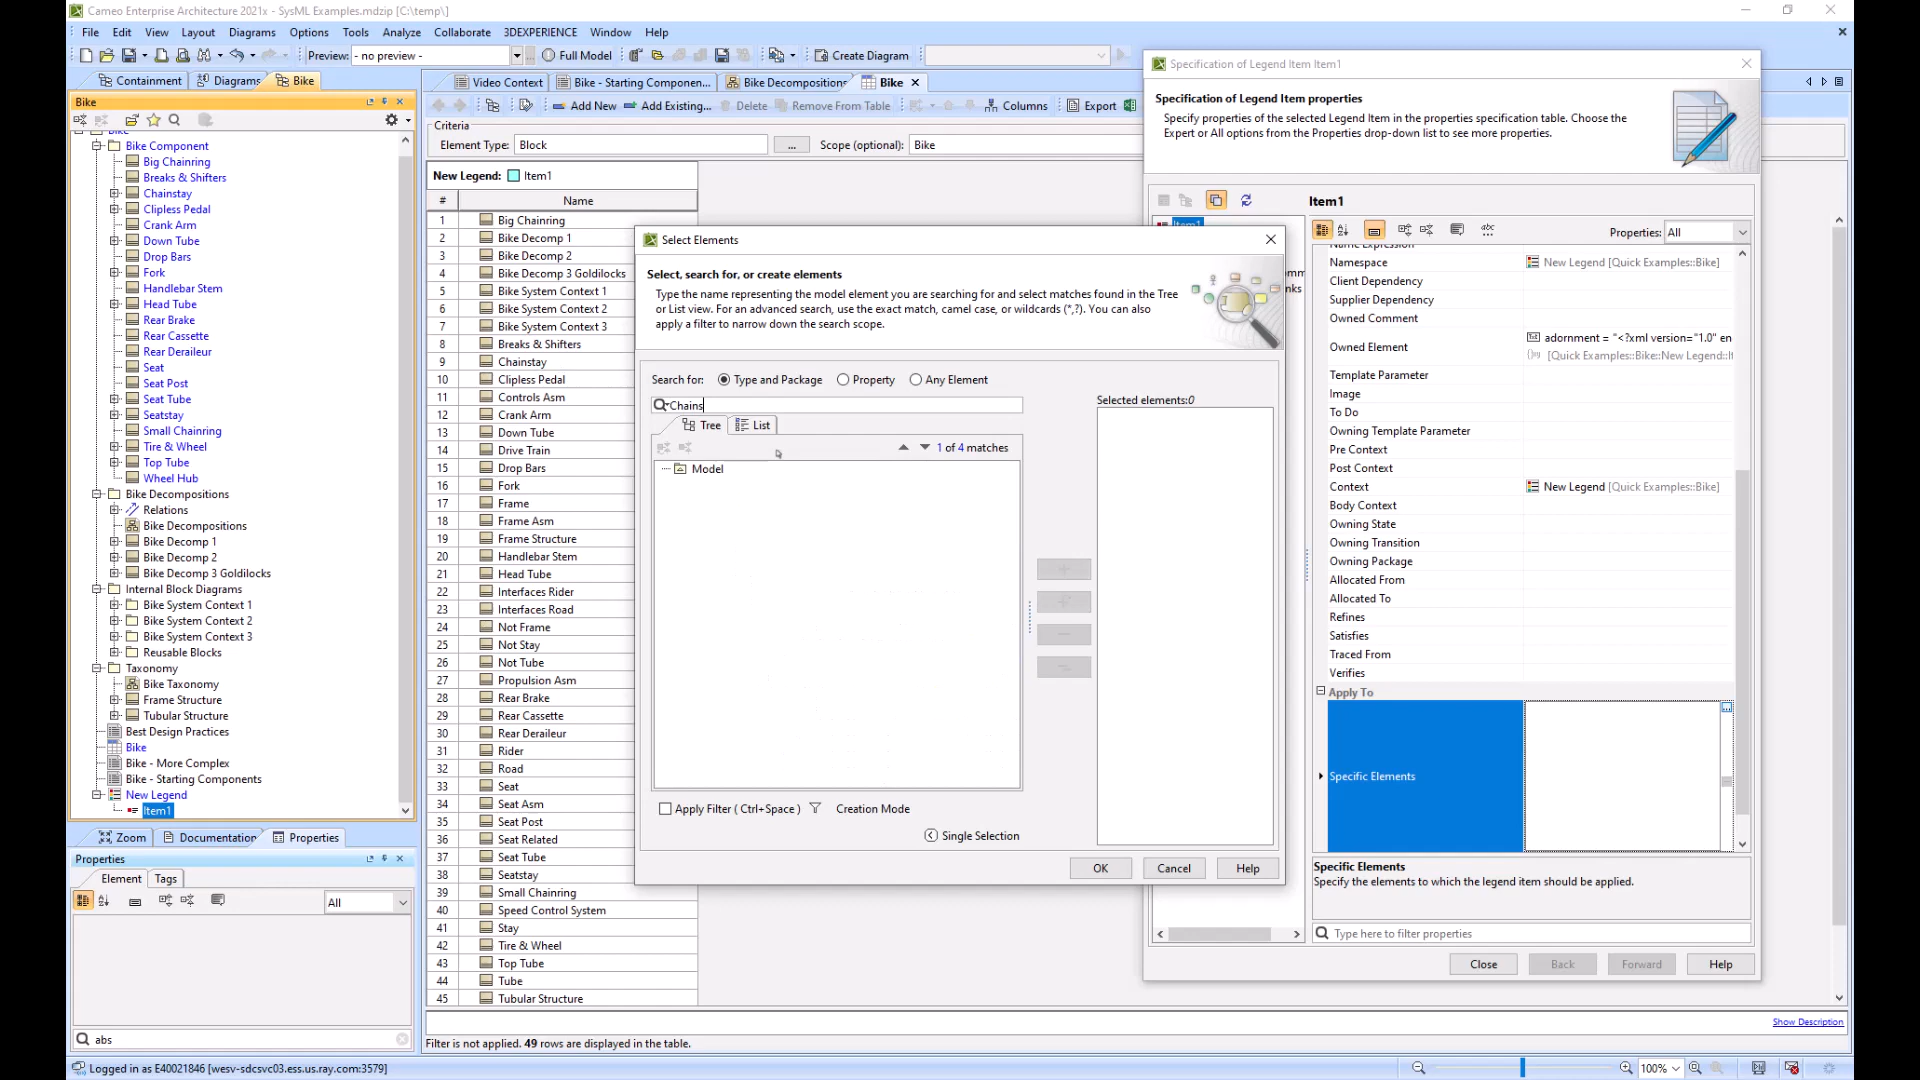 Cameo Enterprise Architecture 2021x - SysML Examples.mdzip [C:\temp\]
File Edit View Layout Diagrams Options Tools Analyze Collaborate 3DEXPERIENCE Window Help
Preview: - no preview - Full Model Create Diagram
Containment Diagrams Bike
Bike
Bike
Bike Component
Big Chainring
Breaks & Shifters
Chainstay
Clipless Pedal
Crank Arm
Down Tube
Drop Bars
Fork
Handlebar Stem
Head Tube
Rear Brake
Rear Cassette
Rear Deraileur
Seat
Seat Post
Seat Tube
Seatstay
Small Chainring
Tire & Wheel
Top Tube
Wheel Hub
Bike Decompositions
Relations
Bike Decompositions
Bike Decomp 1
Bike Decomp 2
Bike Decomp 3 Goldilocks
Internal Block Diagrams
Bike System Context 1
Bike System Context 2
Bike System Context 3
Reusable Blocks
Taxonomy
Bike Taxonomy
Frame Structure
Tubular Structure
Best Design Practices
Bike
Bike - More Complex
Bike - Starting Components
New Legend
Item1
Zoom Documentation Properties
Properties
Element Tags
All
abs
Logged in as E40021846 [wesv-sdcsvc03.ess.us.ray.com:3579]
Video Context Bike - Starting Componen... Bike Decompositions Bike
Add New Add Existing... Delete Remove From Table Columns Export
Criteria
Element Type: Block ... Scope (optional): Bike
New Legend: Item1
# Name
1 Big Chainring
2 Bike Decomp 1
3 Bike Decomp 2
4 Bike Decomp 3 Goldilocks
5 Bike System Context 1
6 Bike System Context 2
7 Bike System Context 3
8 Breaks & Shifters
9 Chainstay
10 Clipless Pedal
11 Controls Asm
12 Crank Arm
13 Down Tube
14 Drive Train
15 Drop Bars
16 Fork
17 Frame
18 Frame Asm
19 Frame Structure
20 Handlebar Stem
21 Head Tube
22 Interfaces Rider
23 Interfaces Road
24 Not Frame
25 Not Stay
26 Not Tube
27 Propulsion Asm
28 Rear Brake
29 Rear Cassette
30 Rear Deraileur
31 Rider
32 Road
33 Seat
34 Seat Asm
35 Seat Post
36 Seat Related
37 Seat Tube
38 Seatstay
39 Small Chainring
40 Speed Control System
41 Stay
42 Tire & Wheel
43 Top Tube
44 Tube
45 Tubular Structure
Show Description
Filter is not applied. 49 rows are displayed in the table.
100%
Select Elements
Select, search for, or create elements
Type the name representing the model element you are searching for and select matches found in the Tree
or List view. For an advanced search, use the exact match, camel case, or wildcards (*,?). You can also
apply a filter to narrow down the search scope.
Search for: Type and Package Property Any Element
Chains
Selected elements:0
Tree List
1 of 4 matches
Model
Apply Filter ( Ctrl+Space ) Creation Mode
Single Selection
OK Cancel Help
Specification of Legend Item Item1
Specification of Legend Item properties
Specify properties of the selected Legend Item in the properties specification table. Choose the
Expert or All options from the Properties drop-down list to see more properties.
Item1
Item1
Properties: All
Name Expression
Namespace New Legend [Quick Examples::Bike]
Client Dependency
Supplier Dependency
Owned Comment
Owned Element adornment = "<?xml version="1.0" en
[Quick Examples::Bike::New Legend::It
Template Parameter
Image
To Do
Owning Template Parameter
Pre Context
Post Context
Context New Legend [Quick Examples::Bike]
Body Context
Owning State
Owning Transition
Owning Package
Allocated From
Allocated To
Refines
Satisfies
Traced From
Verifies
Apply To
Specific Elements
Specific Elements
Specify the elements to which the legend item should be applied.
Type here to filter properties
Close Back Forward Help